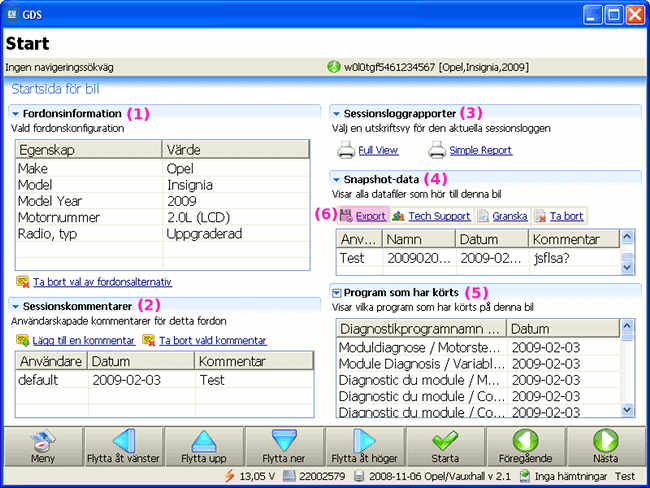 GDS
Start
Ingen navigeringssökväg
w0l0tgf5461234567 [Opel,Insignia,2009]
Startsida för bil
Fordonsinformation (1)
Vald fordonskonfiguration
Egenskap Värde
Make Opel
Model Insignia
Model Year 2009
Motornummer 2.0L (LCD)
Radio, typ Uppgraderad
Ta bort val av fordonsalternativ
Sessionskommentarer (2)
Användarskapade kommentarer för detta fordon
Lägg till en kommentar Ta bort vald kommentar
Användare Datum Kommentar
default 2009-02-03 Test
Sessionsloggrapporter (3)
Välj en utskriftsvy för den aktuella sessionsloggen
Full View Simple Report
Snapshot-data (4)
Visar alla datafiler som hör till denna bil
(6) Export Tech Support Granska Ta bort
Anv... Namn Datum Kommentar
Test 2009020... 2009-02-... jsflsa?
Program som har körts (5)
Visar vilka program som har körts på denna bil
Diagnostikprogramnamn ... Datum
Moduldiagnose / Motorste... 2009-02-03
Module Diagnosis / Variabl... 2009-02-03
Diagnostic du module / M... 2009-02-03
Diagnostic du module / Co... 2009-02-03
Diagnostic du module / Co... 2009-02-03
Meny Flytta åt vänster Flytta upp Flytta ner Flytta åt höger Starta Föregående Nästa
13,05 V 22002579 2008-11-06 Opel/Vauxhall v 2.1 Inga hämtningar Test